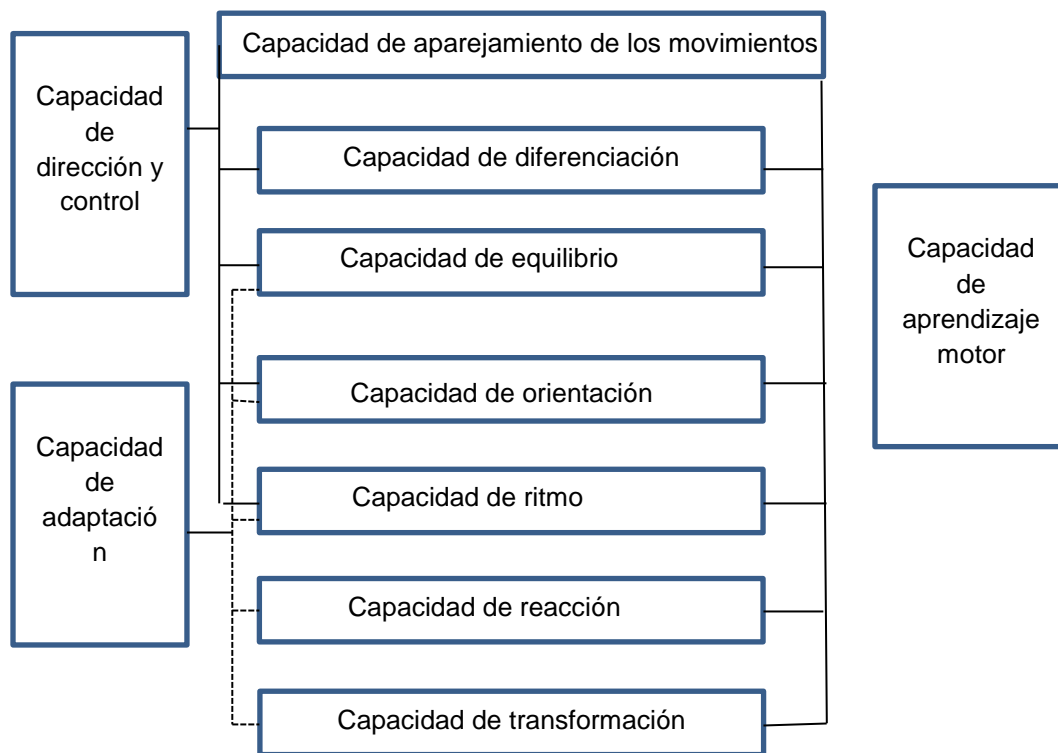 Capacidad de aparejamiento de los movimientos
Capacidad
de
dirección y
control
Capacidad de diferenciación
Capacidad de equilibrio
Capacidad
de
aprendizaje
motor
Capacidad de orientación
Capacidad
de
adaptació
n
Capacidad de ritmo
Capacidad de reacción
Capacidad de transformación